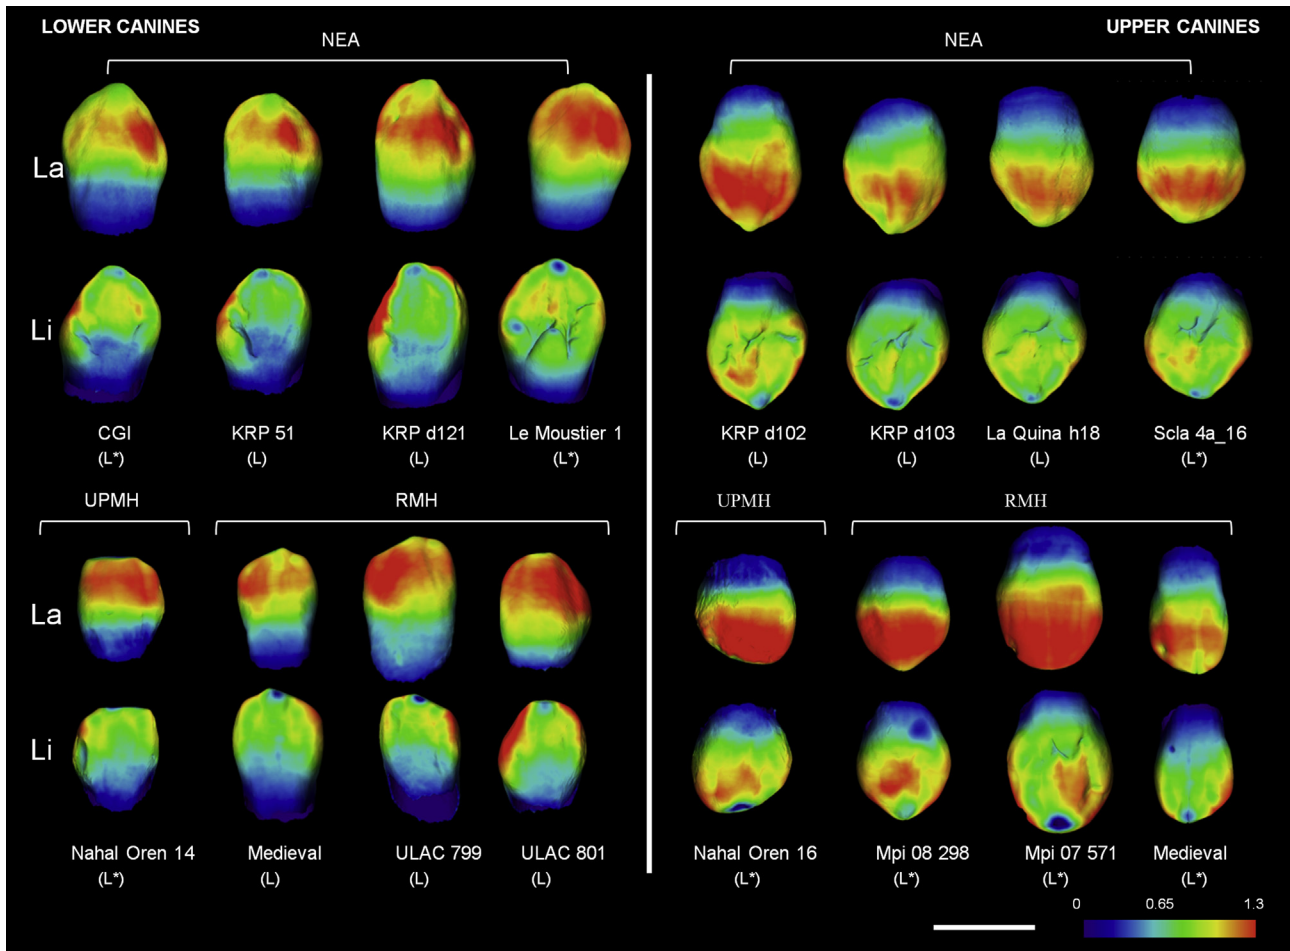 LOWER CANINES
NEA
La
Li
CGI KRP 51 KRP d121 Le Moustier 1
(L*) (L) (L) (L*)
UPMH RMH
La
Li
Nahal Oren 14 Medieval ULAC 799 ULAC 801
(L*) (L) (L) (L)
UPPER CANINES
NEA
KRP d102 KRP d103 La Quina h18 Scla 4a_16
(L) (L) (L) (L*)
UPMH RMH
Nahal Oren 16 Mpi 08 298 Mpi 07 571 Medieval
(L*) (L*) (L*) (L*)
0 0.65 1.3